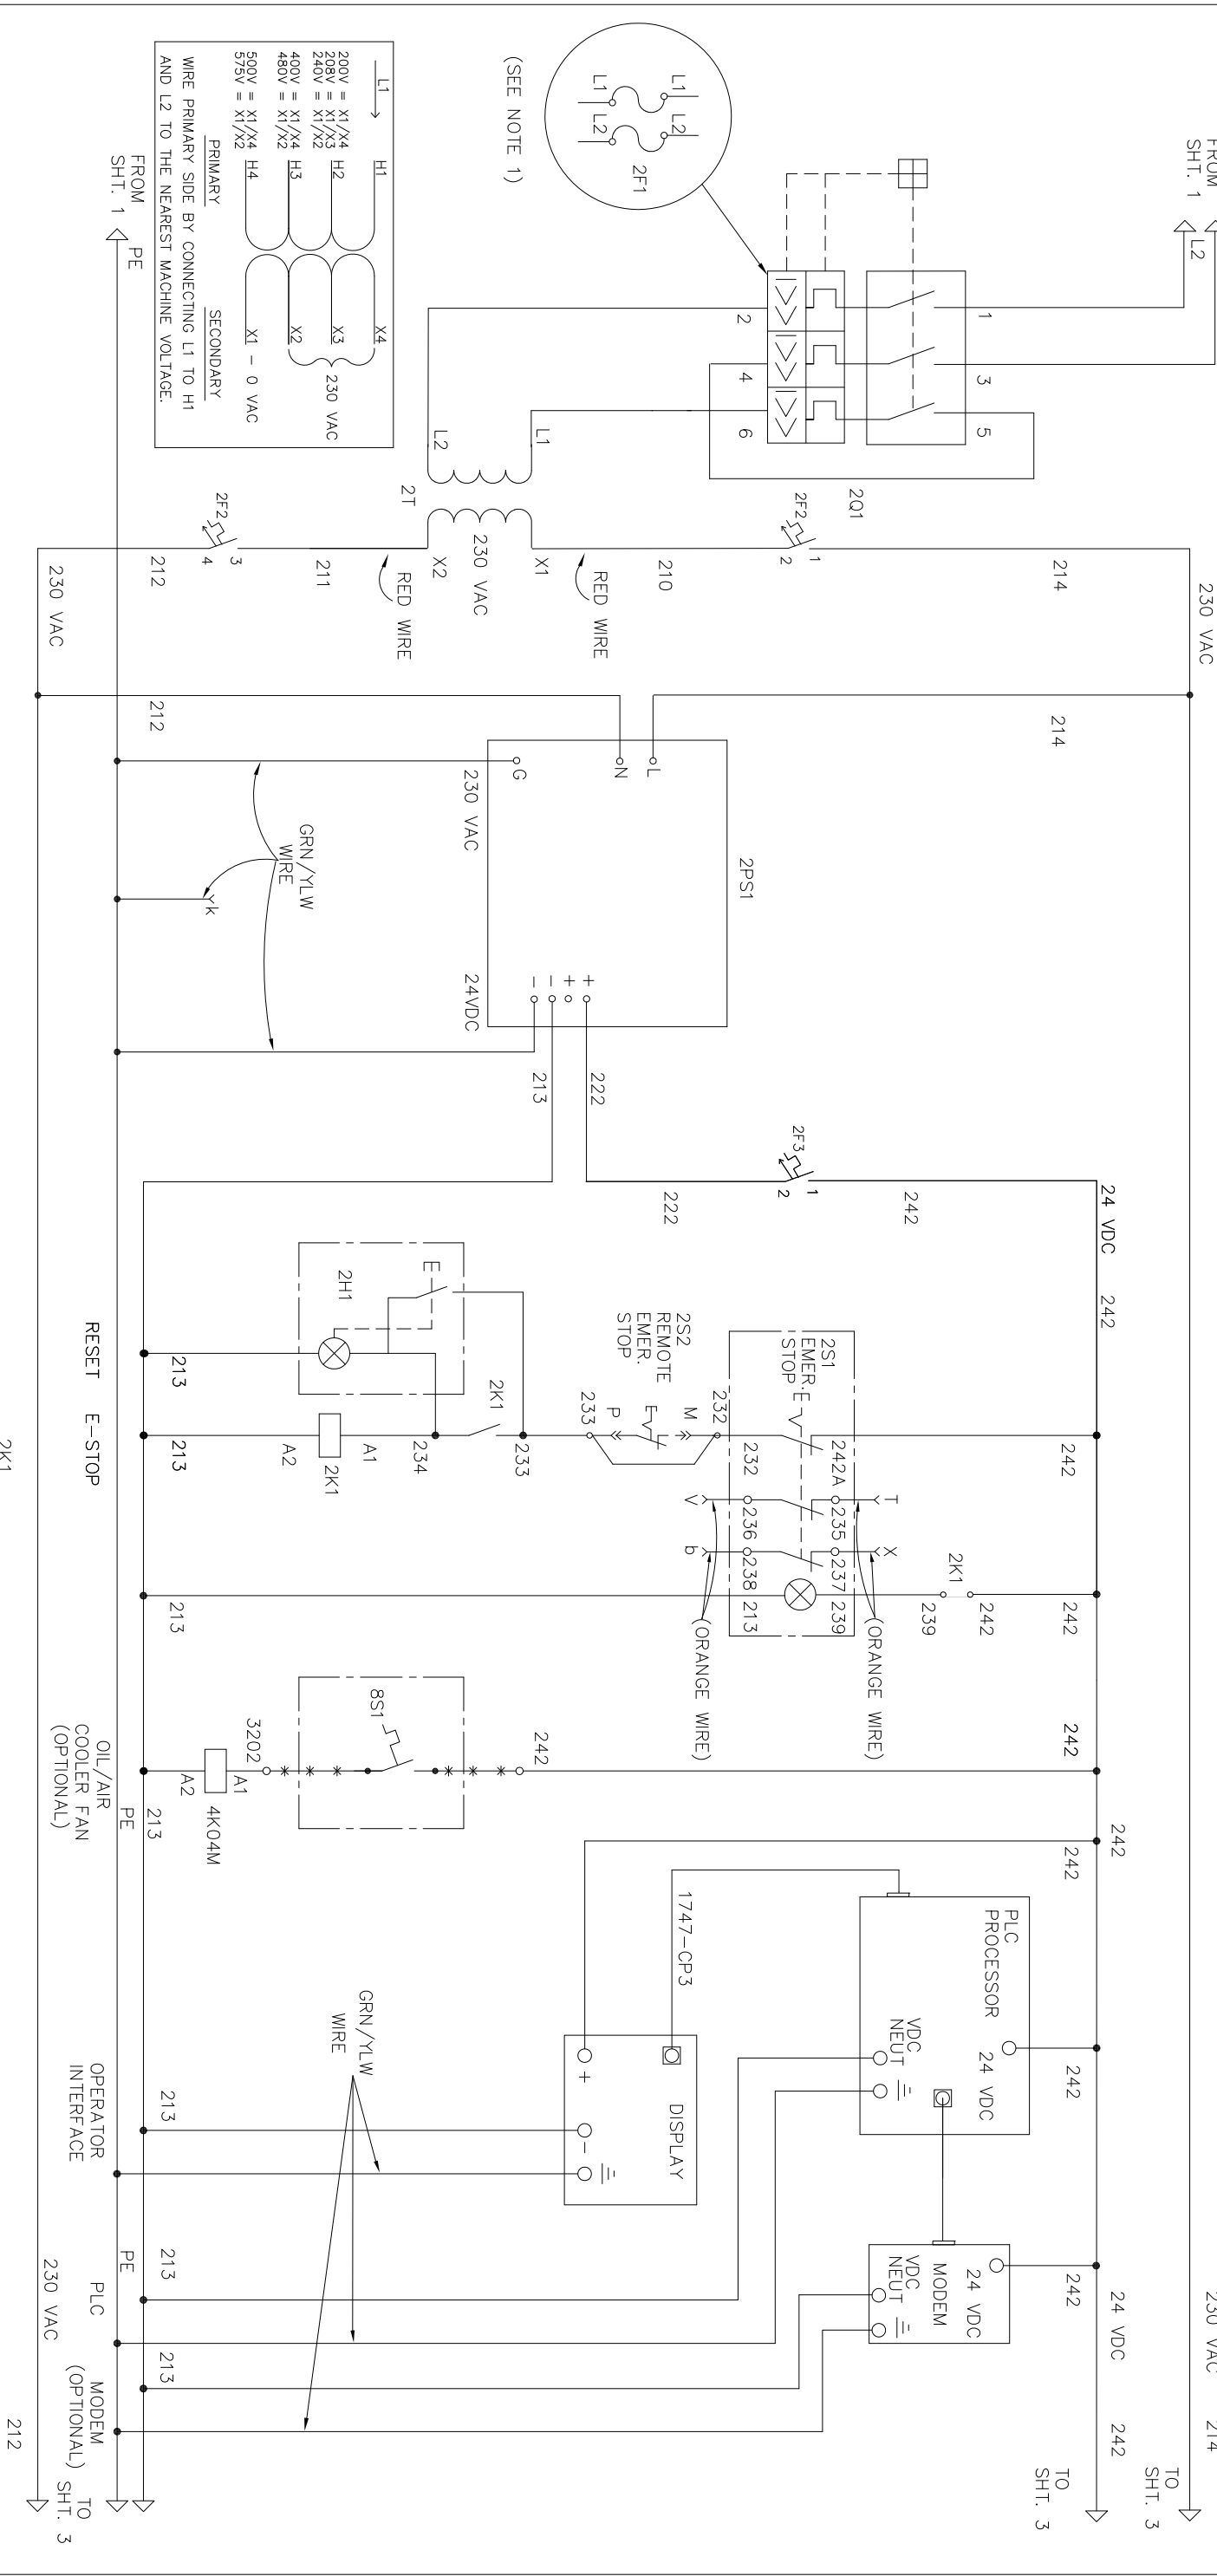 FROM
SHT. 1
L2
1
3
5
2
4
6
2Q1
L1
L1
L2
L2
2F1
(SEE NOTE 1)
L1
200V = X1/X4
208V = X1/X3
240V = X1/X2
400V = X1/X4
480V = X1/X2
500V = X1/X4
575V = X1/X2
H1
H2
H3
H4
X4
X3
X2
X1 - 0 VAC
230 VAC
PRIMARY
SECONDARY
WIRE PRIMARY SIDE BY CONNECTING L1 TO H1
AND L2 TO THE NEAREST MACHINE VOLTAGE.
FROM
SHT. 1
PE
L1
L2
2T
230 VAC
X1
X2
RED WIRE
RED WIRE
210
211
2F2
1
2
2F2
3
4
214
212
230 VAC
230 VAC
214
212
2PS1
L
N
G
230 VAC
24VDC
+
+
-
-
GRN/YLW
WIRE
k
222
213
2F3
1
2
222
242
24 VDC
242
2H1
E
213
RESET
2K1
233
234
A1
2K1
A2
213
E-STOP
2K1
2S2
REMOTE
EMER.
STOP
E
M
P
232
233
2S1
EMER.
STOP
E
242
242A
232
T
235
236
V
X
237
238
b
239
213
(ORANGE WIRE)
(ORANGE WIRE)
2K1
242
239
242
213
242
242
8S1
3202
A1
A2
4K04M
213
PE
OIL/AIR
COOLER FAN
(OPTIONAL)
242
242
1747-CP3
PLC
PROCESSOR
24 VDC
VDC
NEUT
242
DISPLAY
+
-
GRN/YLW
WIRE
213
OPERATOR
INTERFACE
MODEM
24 VDC
VDC
NEUT
242
213
PE
PLC
213
MODEM
(OPTIONAL)
230 VAC
212
24 VDC
242
230 VAC
214
TO
SHT. 3
TO
SHT. 3
TO
SHT. 3